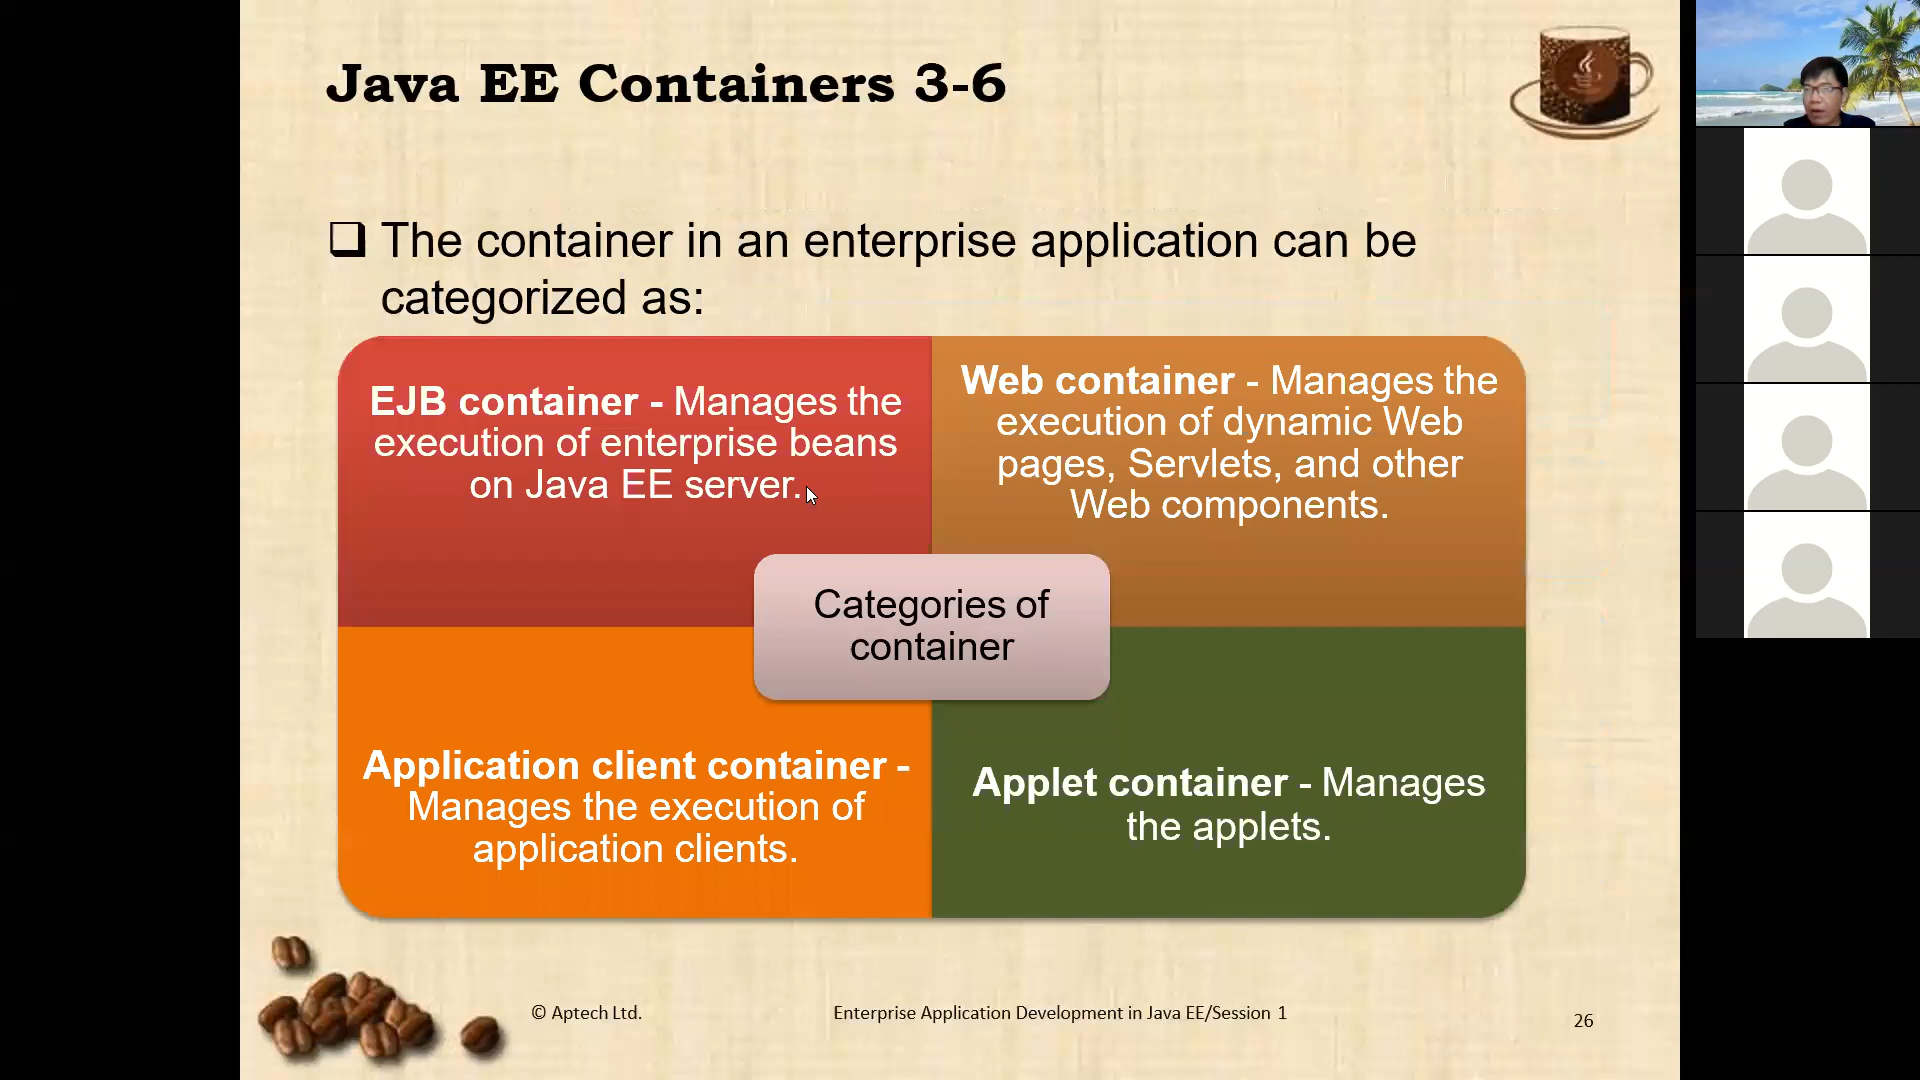 Java EE Containers 3-6
The container in an enterprise application can be
categorized as:
EJB container - Manages the
execution of enterprise beans
on Java EE server.
Web container - Manages the
execution of dynamic Web
pages, Servlets, and other
Web components.
Categories of
container
Application client container -
Manages the execution of
application clients.
Applet container - Manages
the applets.
© Aptech Ltd.
Enterprise Application Development in Java EE/Session 1
26